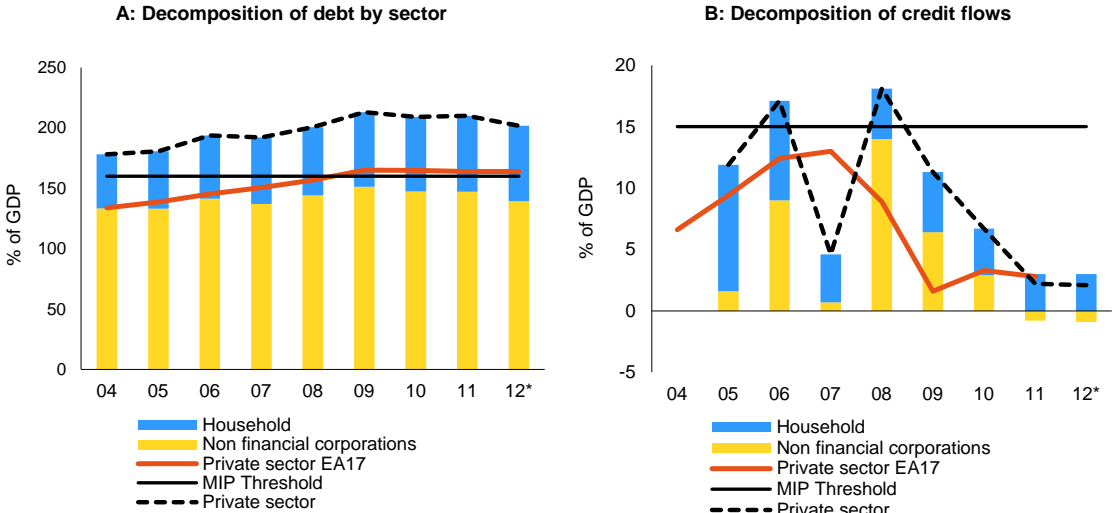 A: Decomposition of debt by sector
250
200
150
100
50
0
% of GDP
04 05 06 07 08 09 10 11 12*
Household
Non financial corporations
Private sector EA17
MIP Threshold
Private sector
B: Decomposition of credit flows
20
15
10
5
0
-5
% of GDP
04 05 06 07 08 09 10 11 12*
Household
Non financial corporations
Private sector EA17
MIP Threshold
Private sector